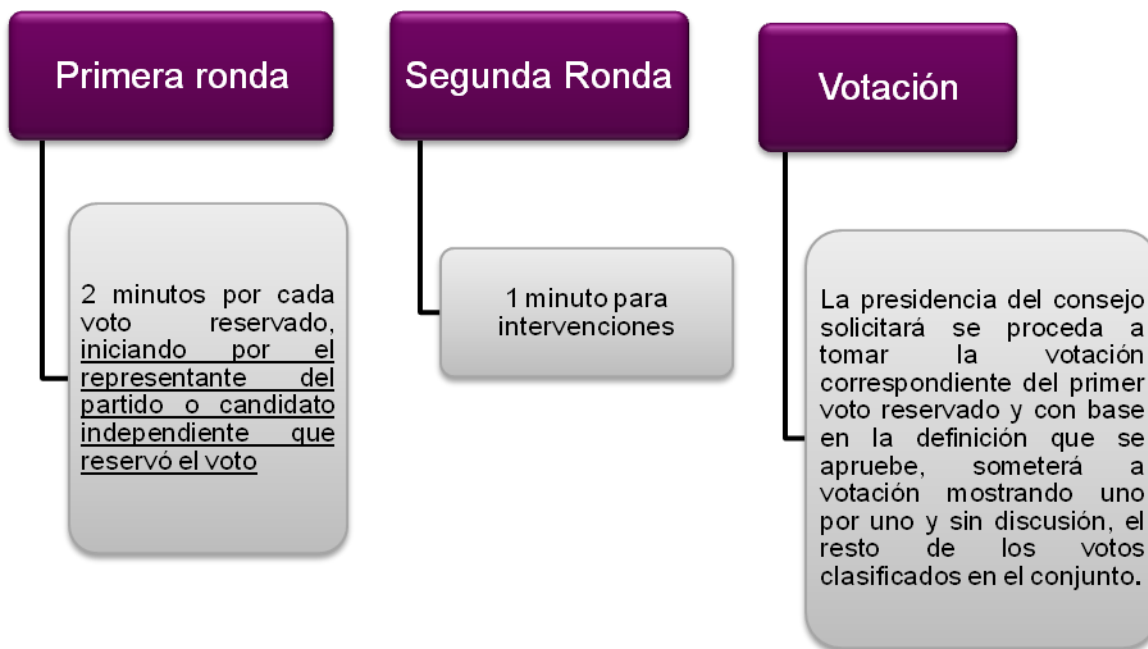 Primera ronda
2 minutos por cada
voto reservado,
iniciando por el
representante del
partido o candidato
independiente que
reservó el voto
Segunda Ronda
1 minuto para
intervenciones
Votación
La presidencia del consejo
solicitará se proceda a
tomar la votación
correspondiente del primer
voto reservado y con base
en la definición que se
apruebe, someterá a
votación mostrando uno
por uno y sin discusión, el
resto de los votos
clasificados en el conjunto.